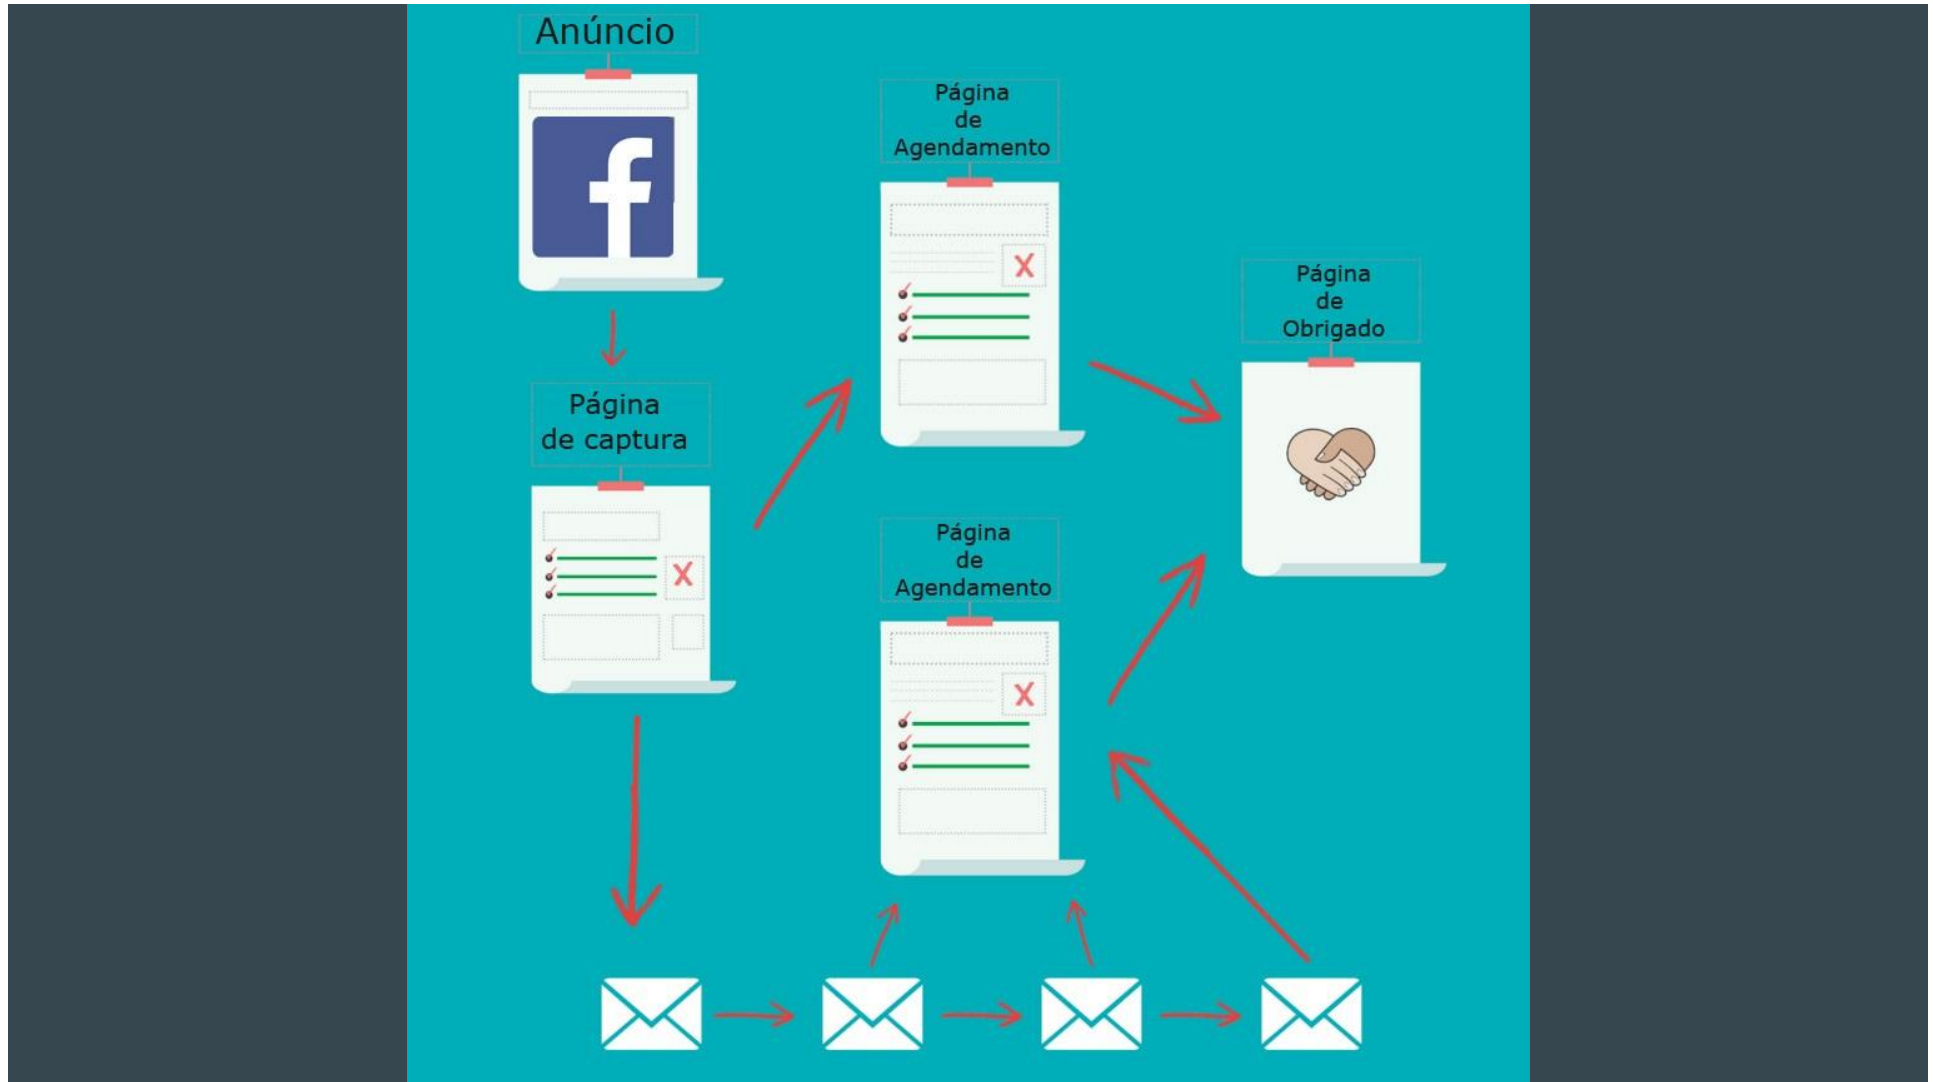 Anúncio
Página
de captura
Página
de
Agendamento
Página
de
Agendamento
Página
de
Obrigado